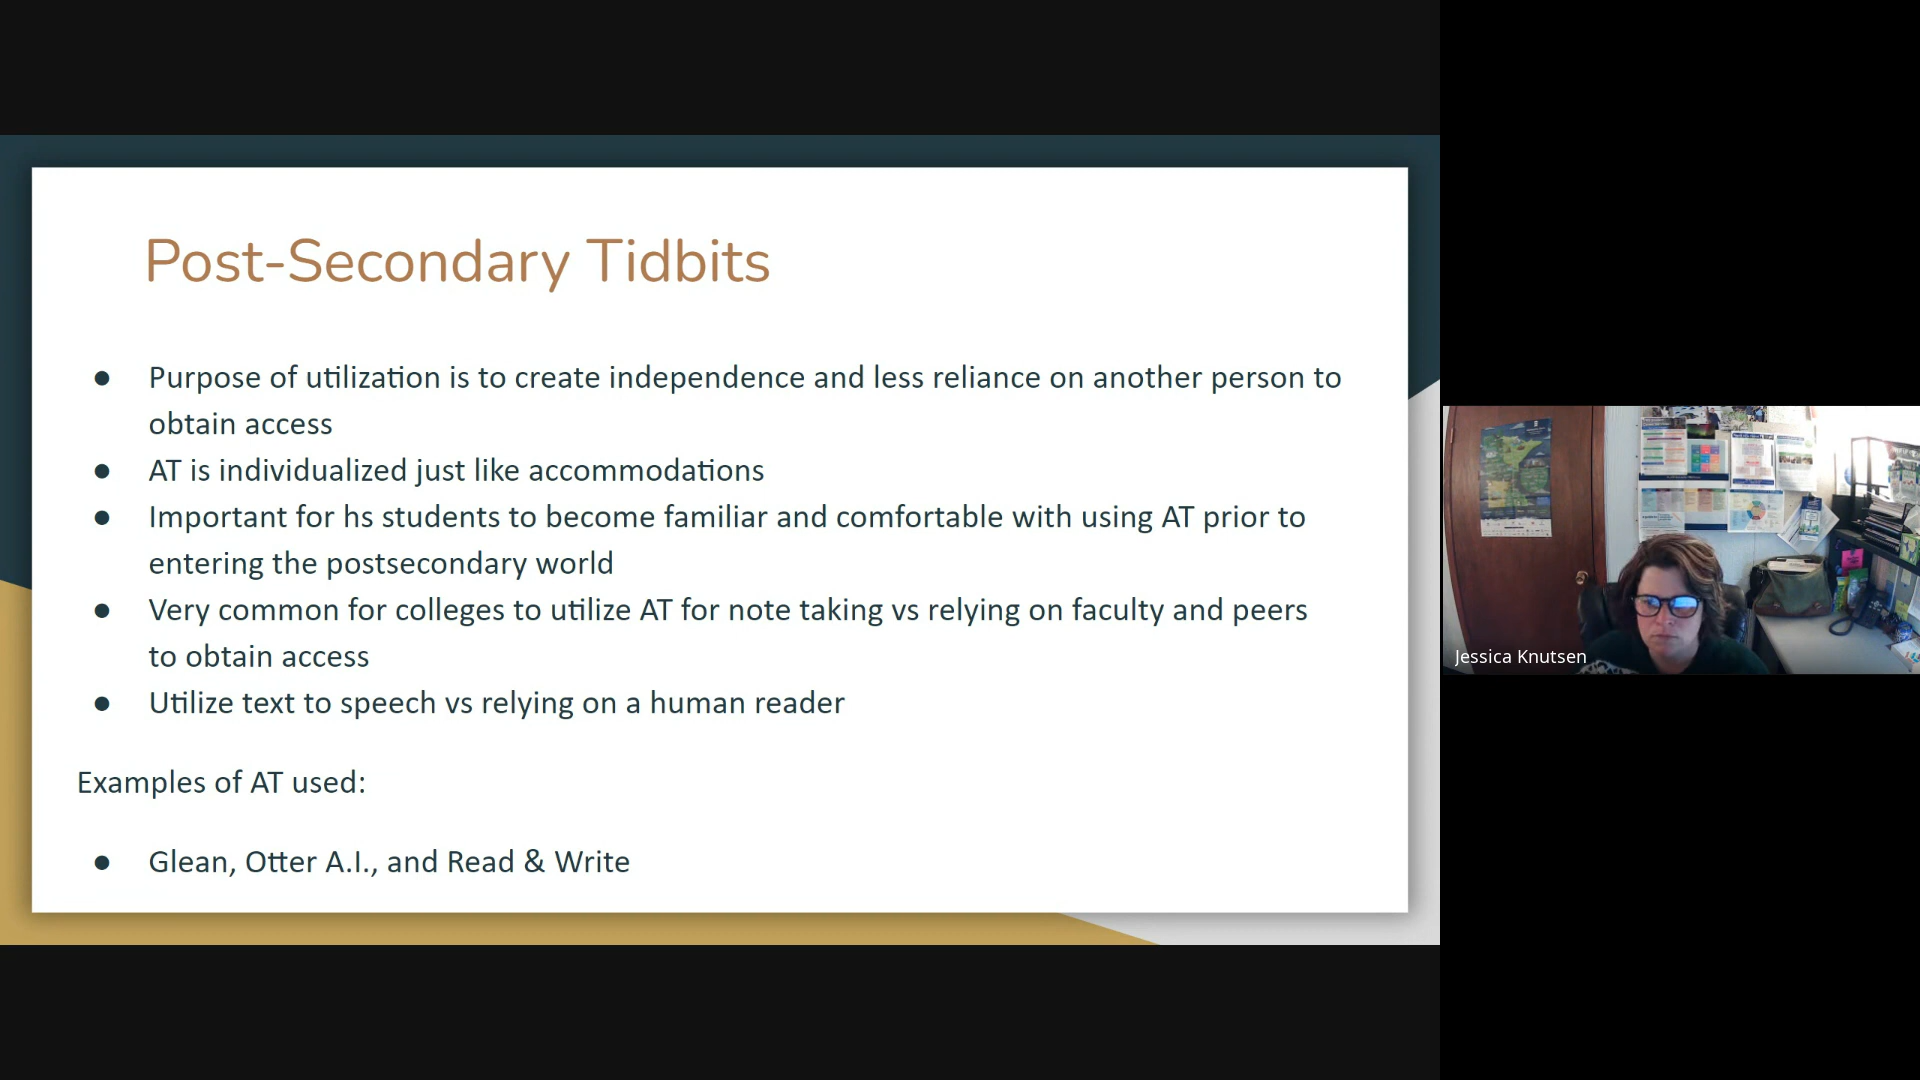 Post-Secondary Tidbits
● Purpose of utilization is to create independence and less reliance on another person to
obtain access
● AT is individualized just like accommodations
● Important for hs students to become familiar and comfortable with using AT prior to
entering the postsecondary world
● Very common for colleges to utilize AT for note taking vs relying on faculty and peers
to obtain access
● Utilize text to speech vs relying on a human reader
Examples of AT used:
● Glean, Otter A.I., and Read & Write
Jessica Knutsen